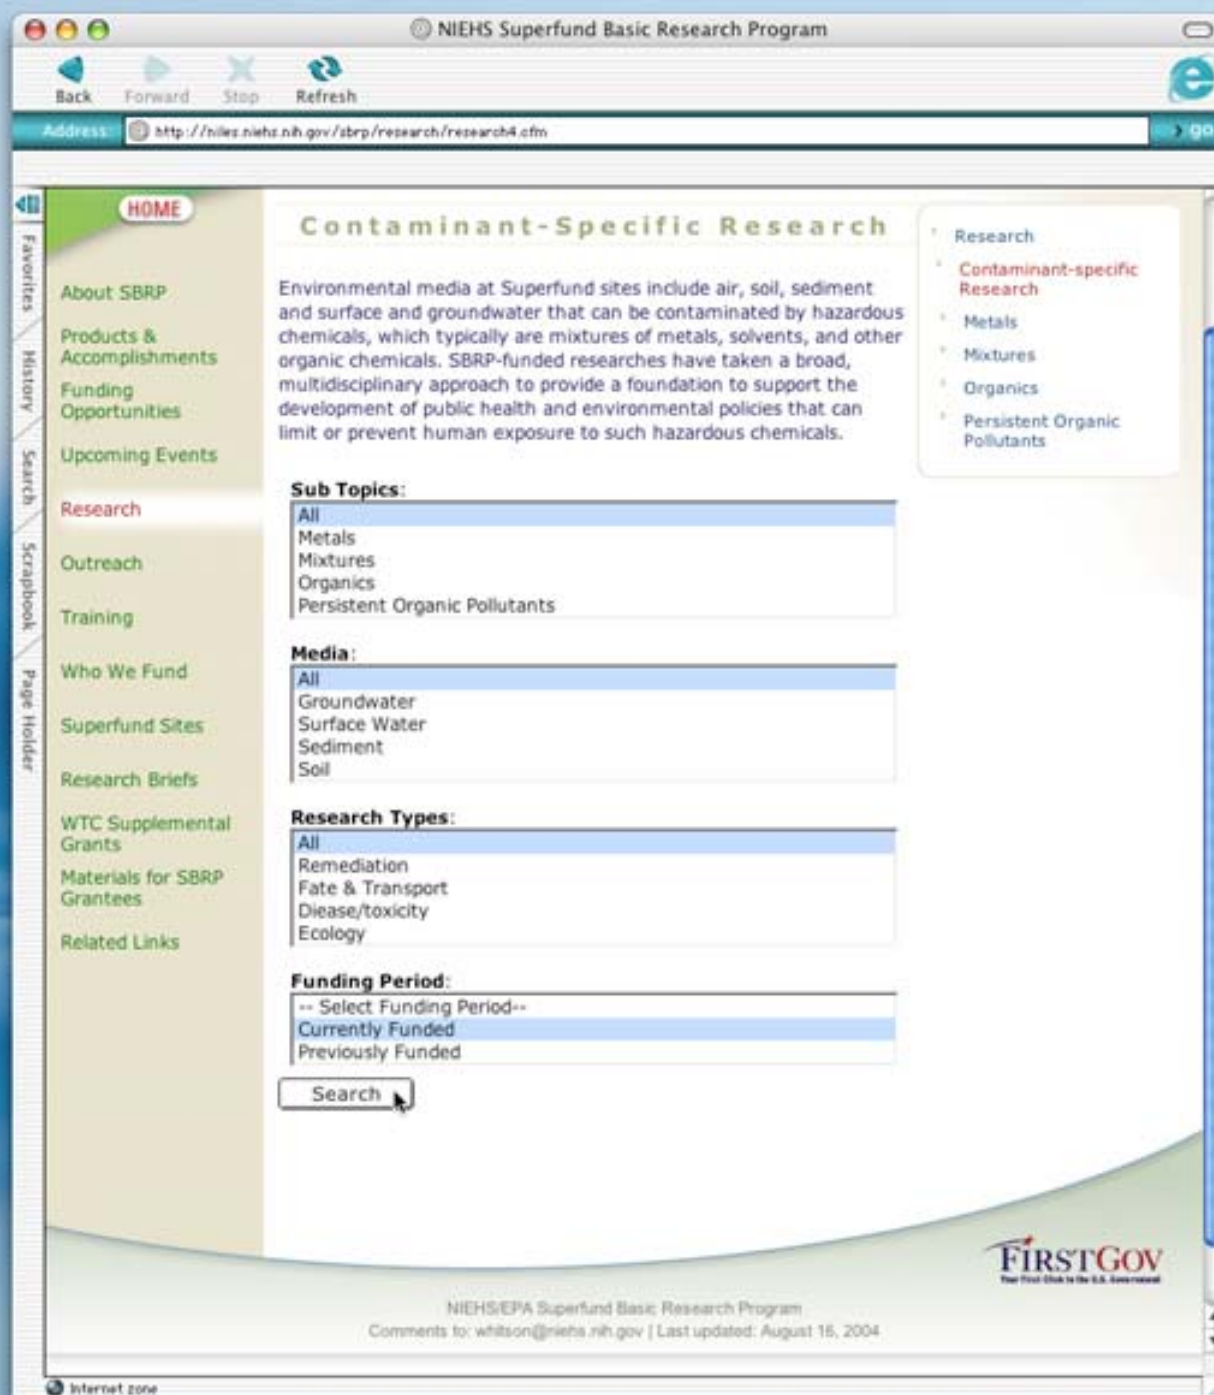 NIEHS Superfund Basic Research Program
Back Forward Stop Refresh
Address: http://niles.niehs.nih.gov/sbrp/research/research4.cfm go
Favorites
History
Search
Scrapbook
Page Holder
HOME
About SBRP
Products &
Accomplishments
Funding
Opportunities
Upcoming Events
Research
Outreach
Training
Who We Fund
Superfund Sites
Research Briefs
WTC Supplemental
Grants
Materials for SBRP
Grantees
Related Links
Contaminant-Specific Research
Environmental media at Superfund sites include air, soil, sediment
and surface and groundwater that can be contaminated by hazardous
chemicals, which typically are mixtures of metals, solvents, and other
organic chemicals. SBRP-funded researches have taken a broad,
multidisciplinary approach to provide a foundation to support the
development of public health and environmental policies that can
limit or prevent human exposure to such hazardous chemicals.
Sub Topics:
All
Metals
Mixtures
Organics
Persistent Organic Pollutants
Media:
All
Groundwater
Surface Water
Sediment
Soil
Research Types:
All
Remediation
Fate & Transport
Diease/toxicity
Ecology
Funding Period:
-- Select Funding Period--
Currently Funded
Previously Funded
Search
Research
Contaminant-specific
Research
Metals
Mixtures
Organics
Persistent Organic
Pollutants
FIRSTGOV
Your First Click to the U.S. Government
NIEHS/EPA Superfund Basic Research Program
Comments to: whitson@niehs.nih.gov | Last updated: August 16, 2004
Internet zone